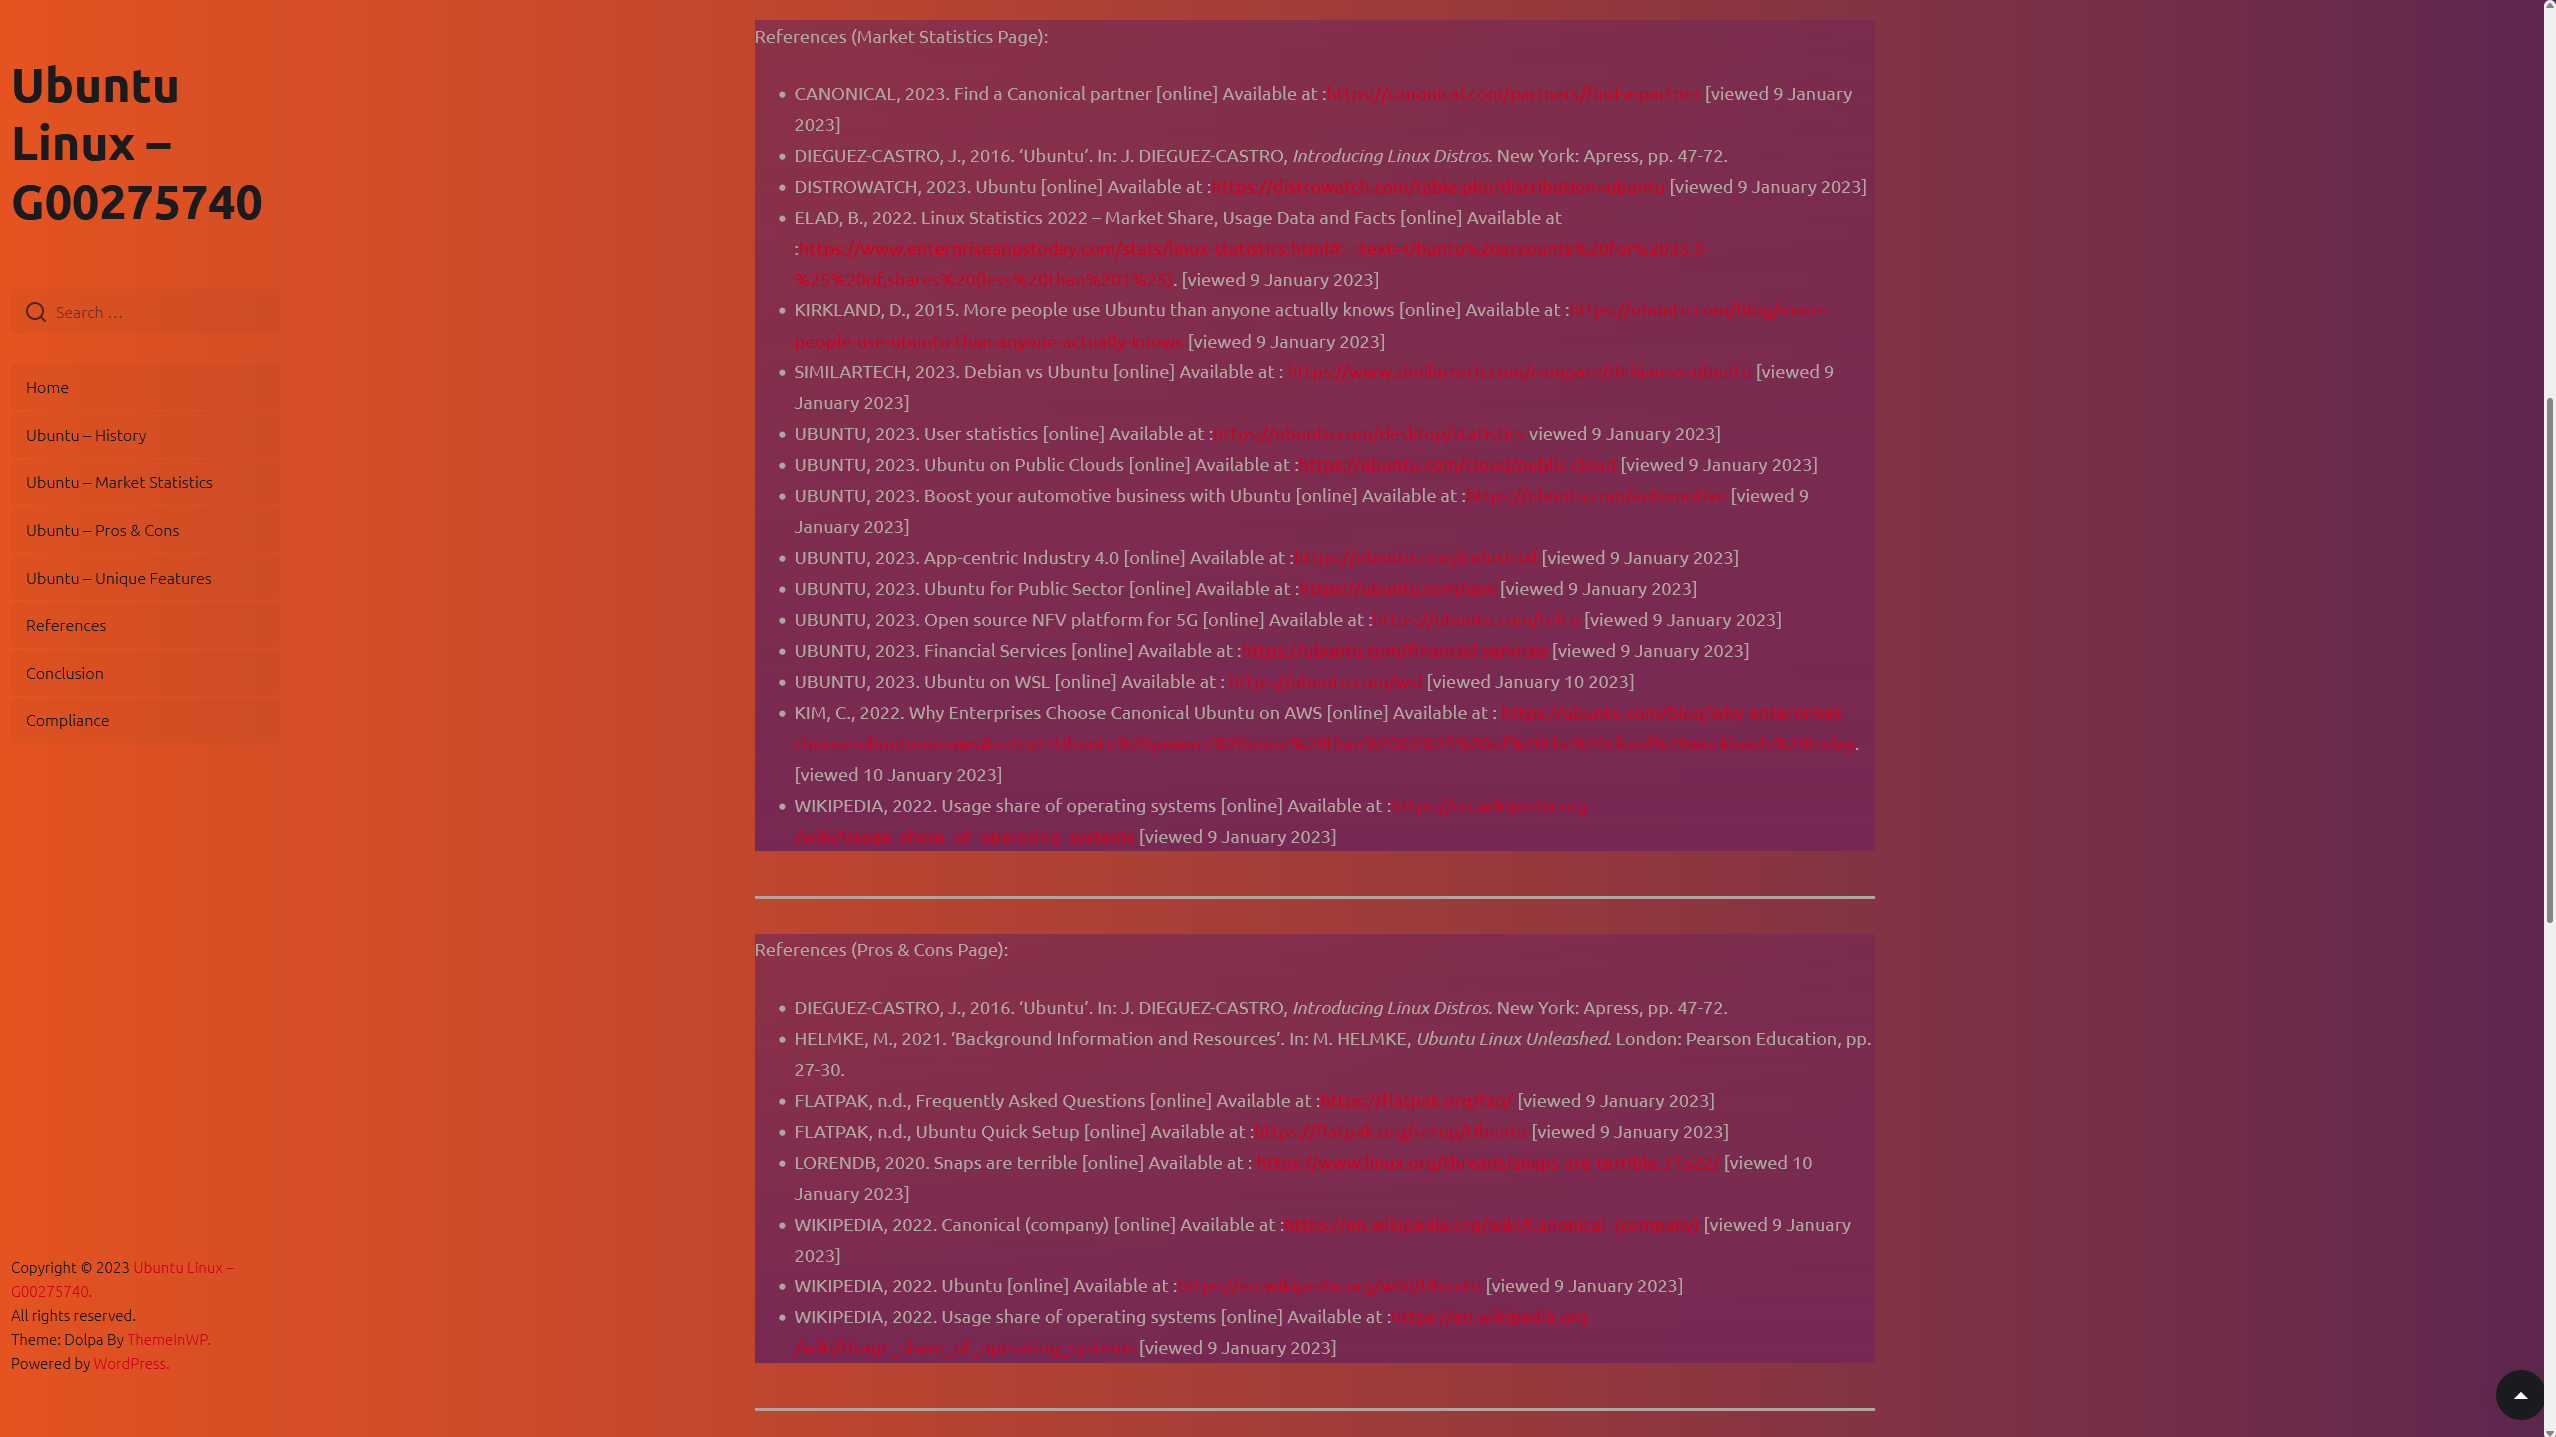 Ubuntu
Linux –
G00275740
Search …
Home
Ubuntu – History
Ubuntu – Market Statistics
Ubuntu – Pros & Cons
Ubuntu – Unique Features
References
Conclusion
Compliance
Copyright © 2023 Ubuntu Linux –
G00275740.
All rights reserved.
Theme: Dolpa By ThemeInWP.
Powered by WordPress.
References (Market Statistics Page):
CANONICAL, 2023. Find a Canonical partner [online] Available at :https://canonical.com/partners/find-a-partner [viewed 9 January
2023]
DIEGUEZ-CASTRO, J., 2016. ‘Ubuntu’. In: J. DIEGUEZ-CASTRO, Introducing Linux Distros. New York: Apress, pp. 47-72.
DISTROWATCH, 2023. Ubuntu [online] Available at :https://distrowatch.com/table.php?distribution=ubuntu [viewed 9 January 2023]
ELAD, B., 2022. Linux Statistics 2022 – Market Share, Usage Data and Facts [online] Available at
:https://www.enterpriseappstoday.com/stats/linux-statistics.html#:~:text=Ubuntu%20accounts%20for%2033.9
%25%20of,shares%20(less%20than%201%25). [viewed 9 January 2023]
KIRKLAND, D., 2015. More people use Ubuntu than anyone actually knows [online] Available at :https://ubuntu.com/blog/more-
people-use-ubuntu-than-anyone-actually-knows [viewed 9 January 2023]
SIMILARTECH, 2023. Debian vs Ubuntu [online] Available at : https://www.similartech.com/compare/debian-vs-ubuntu [viewed 9
January 2023]
UBUNTU, 2023. User statistics [online] Available at :https://ubuntu.com/desktop/statistics viewed 9 January 2023]
UBUNTU, 2023. Ubuntu on Public Clouds [online] Available at :https://ubuntu.com/cloud/public-cloud [viewed 9 January 2023]
UBUNTU, 2023. Boost your automotive business with Ubuntu [online] Available at :https://ubuntu.com/automotive [viewed 9
January 2023]
UBUNTU, 2023. App-centric Industry 4.0 [online] Available at :https://ubuntu.com/industrial [viewed 9 January 2023]
UBUNTU, 2023. Ubuntu for Public Sector [online] Available at :https://ubuntu.com/gov [viewed 9 January 2023]
UBUNTU, 2023. Open source NFV platform for 5G [online] Available at :https://ubuntu.com/telco [viewed 9 January 2023]
UBUNTU, 2023. Financial Services [online] Available at :https://ubuntu.com/financial-services [viewed 9 January 2023]
UBUNTU, 2023. Ubuntu on WSL [online] Available at : https://ubuntu.com/wsl [viewed January 10 2023]
KIM, C., 2022. Why Enterprises Choose Canonical Ubuntu on AWS [online] Available at : https://ubuntu.com/blog/why-enterprises-
choose-ubuntu-on-aws#:~:text=Ubuntu%20powers%20more%20than%2060%25%20of%20the%20cloud%20workloads%20today.
[viewed 10 January 2023]
WIKIPEDIA, 2022. Usage share of operating systems [online] Available at :https://en.wikipedia.org
/wiki/Usage_share_of_operating_systems [viewed 9 January 2023]
References (Pros & Cons Page):
DIEGUEZ-CASTRO, J., 2016. ‘Ubuntu’. In: J. DIEGUEZ-CASTRO, Introducing Linux Distros. New York: Apress, pp. 47-72.
HELMKE, M., 2021. ‘Background Information and Resources’. In: M. HELMKE, Ubuntu Linux Unleashed. London: Pearson Education, pp.
27-30.
FLATPAK, n.d., Frequently Asked Questions [online] Available at :https://flatpak.org/faq/ [viewed 9 January 2023]
FLATPAK, n.d., Ubuntu Quick Setup [online] Available at :https://flatpak.org/setup/Ubuntu [viewed 9 January 2023]
LORENDB, 2020. Snaps are terrible [online] Available at : https://www.linux.org/threads/snaps-are-terrible.31522/ [viewed 10
January 2023]
WIKIPEDIA, 2022. Canonical (company) [online] Available at :https://en.wikipedia.org/wiki/Canonical_(company) [viewed 9 January
2023]
WIKIPEDIA, 2022. Ubuntu [online] Available at :https://en.wikipedia.org/wiki/Ubuntu [viewed 9 January 2023]
WIKIPEDIA, 2022. Usage share of operating systems [online] Available at :https://en.wikipedia.org
/wiki/Usage_share_of_operating_systems [viewed 9 January 2023]